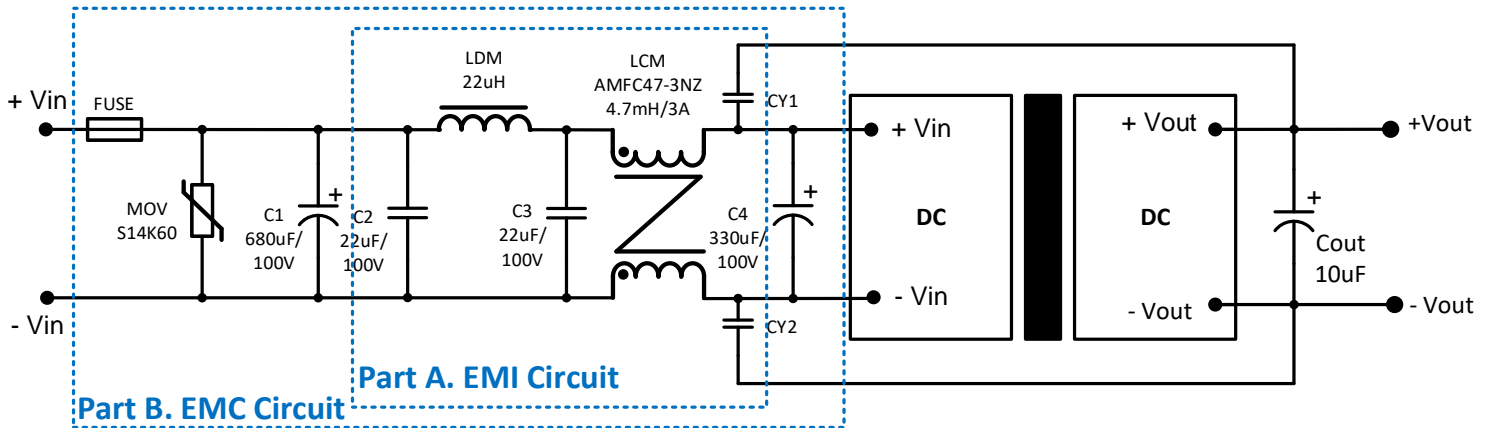 LDM
22uH
LCM
AMFC47-3NZ
4.7mH/3A
+ Vin
FUSE
CY1
+ Vin
+ Vout
+Vout
MOV
S14K60
+
C1
680uF/
100V
C2
22uF/
100V
C3
22uF/
100V
+
C4
330uF/
100V
DC
DC
+
Cout
10uF
- Vin
- Vin
CY2
- Vout
- Vout
Part A. EMI Circuit
Part B. EMC Circuit